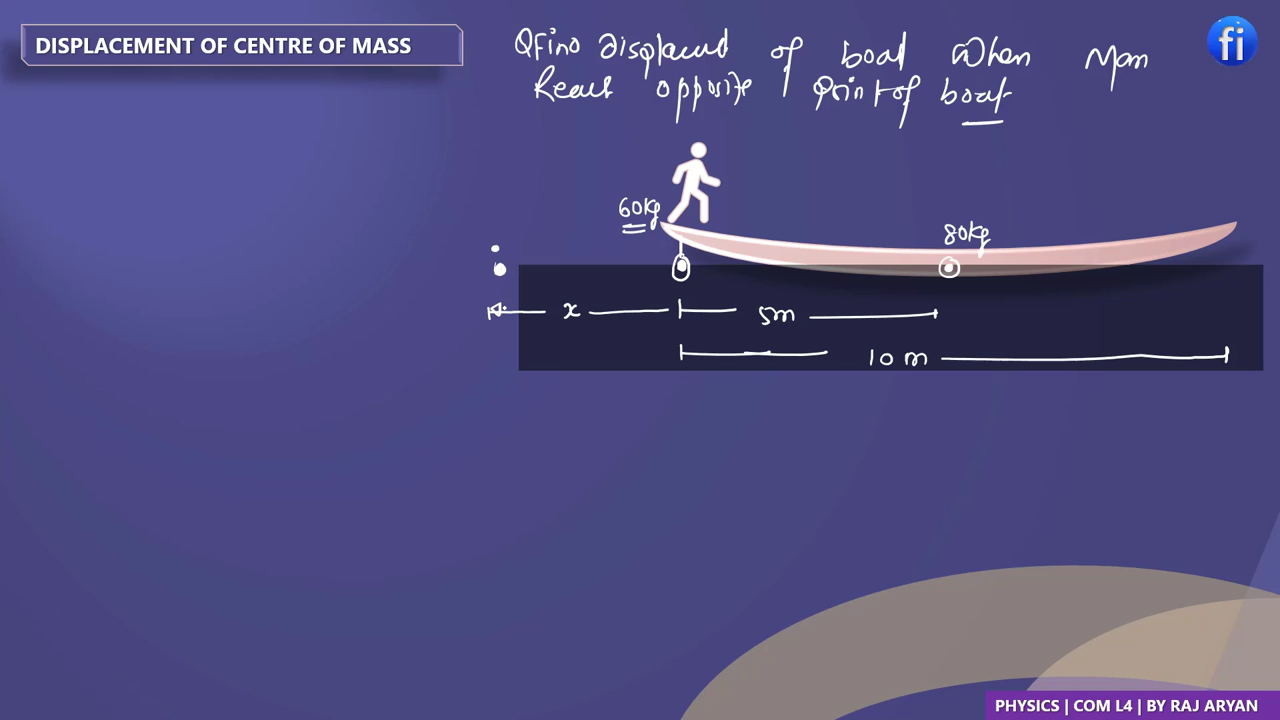 DISPLACEMENT OF CENTRE OF MASS
fi
QFind displacement of boat When Man
Reach opposite point of boat
60kg
80kg
x
5m
10 m
PHYSICS | COM L4 | BY RAJ ARYAN